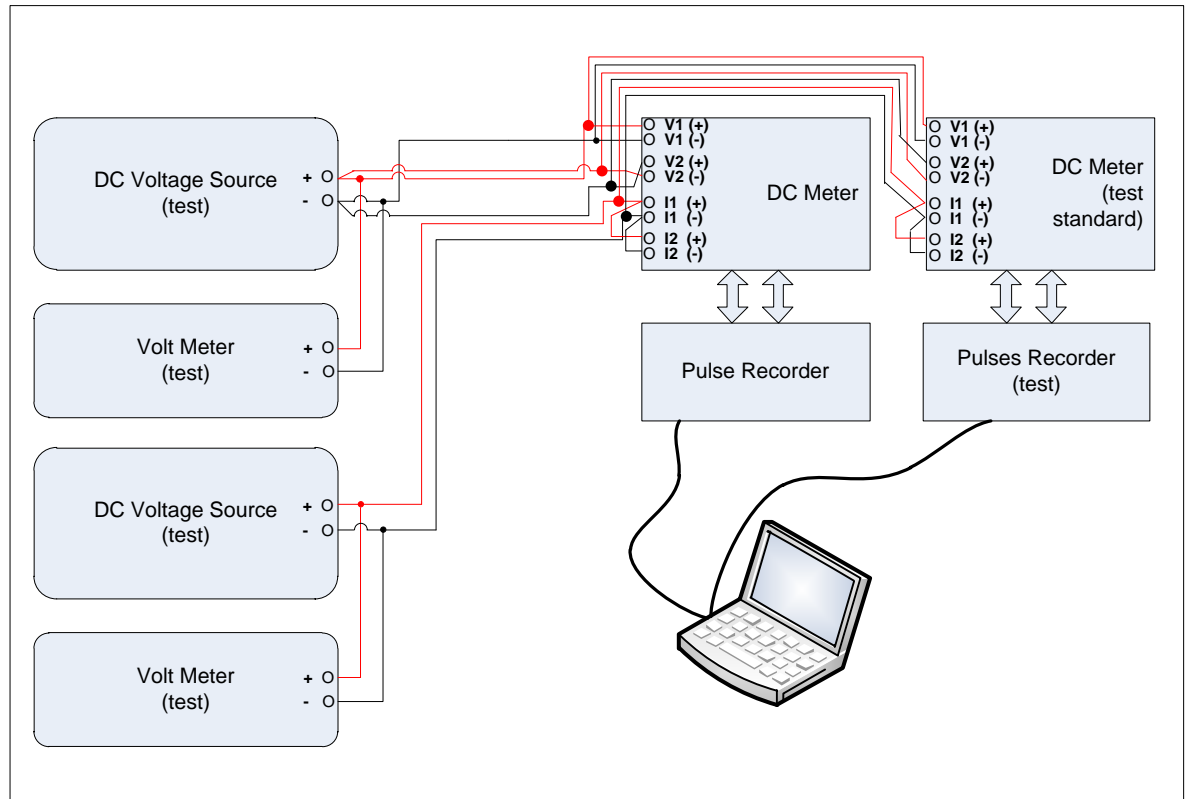 DC Voltage Source
(test)
+ O
- O
Volt Meter
(test)
+ O
- O
DC Voltage Source
(test)
+ O
- O
Volt Meter
(test)
+ O
- O
O V1 (+)
O V1 (-)
O V2 (+)
O V2 (-)
O I1 (+)
O I1 (-)
O I2 (+)
O I2 (-)
DC Meter
O V1 (+)
O V1 (-)
O V2 (+)
O V2 (-)
O I1 (+)
O I1 (-)
O I2 (+)
O I2 (-)
DC Meter
(test
standard)
Pulse Recorder
Pulses Recorder
(test)